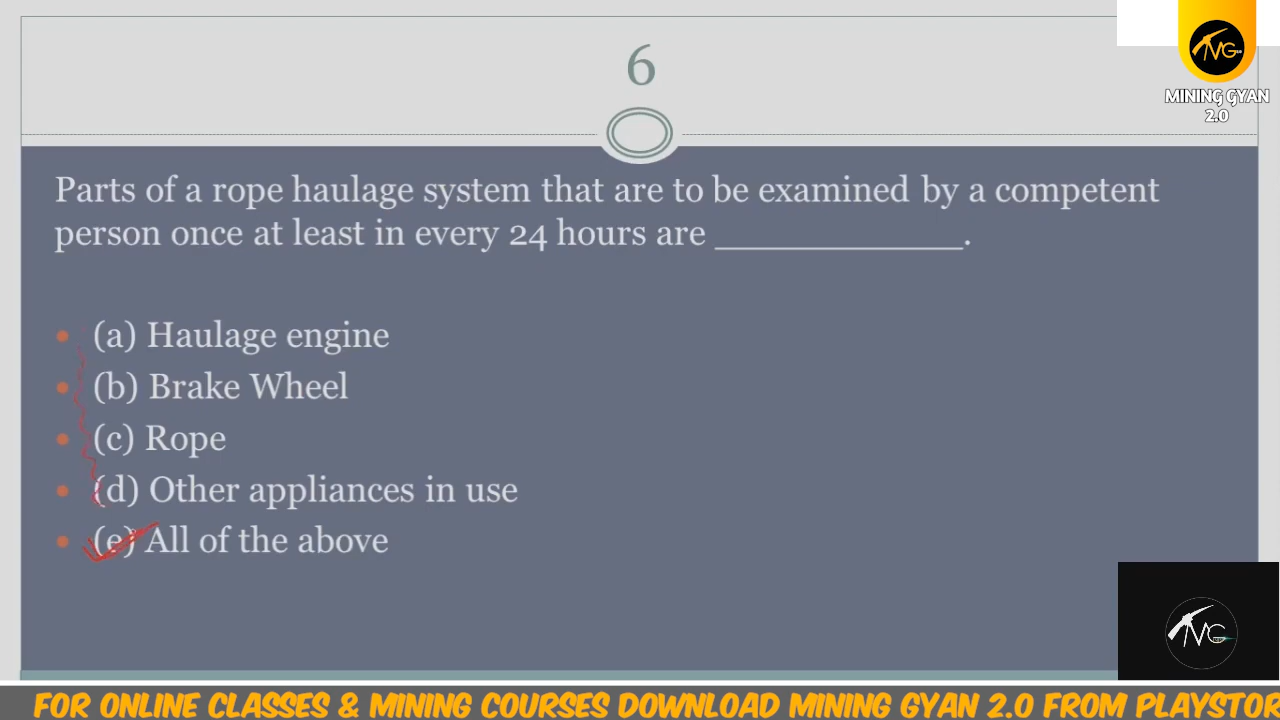 6
MINING GYAN
2.0
Parts of a rope haulage system that are to be examined by a competent
person once at least in every 24 hours are _____________.
(a) Haulage engine
(b) Brake Wheel
(c) Rope
(d) Other appliances in use
(e) All of the above
FOR ONLINE CLASSES & MINING COURSES DOWNLOAD MINING GYAN 2.0 FROM PLAYSTOR